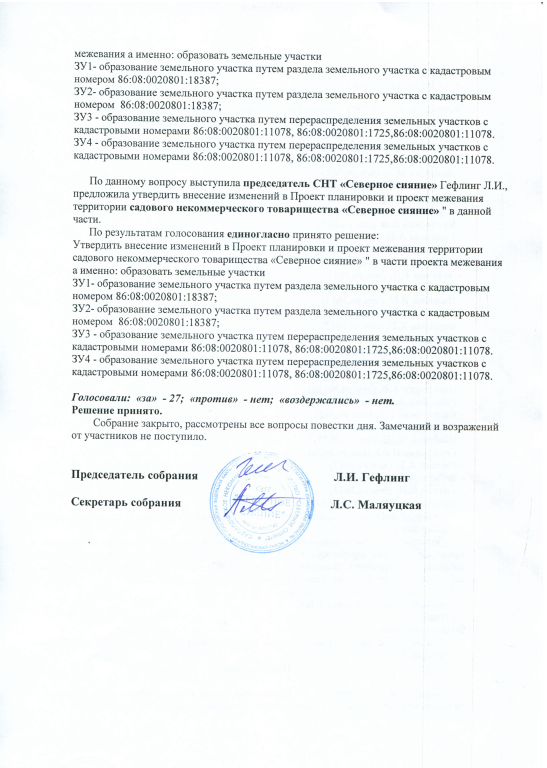 межевания а именно: образовать земельные участки
ЗУ1- образование земельного участка путем раздела земельного участка с кадастровым
номером 86:08:0020801:18387;
ЗУ2- образование земельного участка путем раздела земельного участка с кадастровым
номером 86:08:0020801:18387;
ЗУ3 - образование земельного участка путем перераспределения земельных участков с
кадастровыми номерами 86:08:0020801:11078, 86:08:0020801:1725,86:08:0020801:11078.
ЗУ4 - образование земельного участка путем перераспределения земельных участков с
кадастровыми номерами 86:08:0020801:11078, 86:08:0020801:1725,86:08:0020801:11078.
По данному вопросу выступила председатель СНТ «Северное сияние» Гефлинг Л.И.,
предложила утвердить внесение изменений в Проект планировки и проект межевания
территории садового некоммерческого товарищества «Северное сияние» " в данной
части.
По результатам голосования единогласно принято решение:
Утвердить внесение изменений в Проект планировки и проект межевания территории
садового некоммерческого товарищества «Северное сияние» " в части проекта межевания
а именно: образовать земельные участки
ЗУ1- образование земельного участка путем раздела земельного участка с кадастровым
номером 86:08:0020801:18387;
ЗУ2- образование земельного участка путем раздела земельного участка с кадастровым
номером 86:08:0020801:18387;
ЗУ3 - образование земельного участка путем перераспределения земельных участков с
кадастровыми номерами 86:08:0020801:11078, 86:08:0020801:1725,86:08:0020801:11078.
ЗУ4 - образование земельного участка путем перераспределения земельных участков с
кадастровыми номерами 86:08:0020801:11078, 86:08:0020801:1725,86:08:0020801:11078.
Голосовали: «за» - 27; «против» - нет; «воздержались» - нет.
Решение принято.
Собрание закрыто, рассмотрены все вопросы повестки дня. Замечаний и возражений
от участников не поступило.
Председатель собрания Л.И. Гефлинг
Секретарь собрания Л.С. Маляуцкая